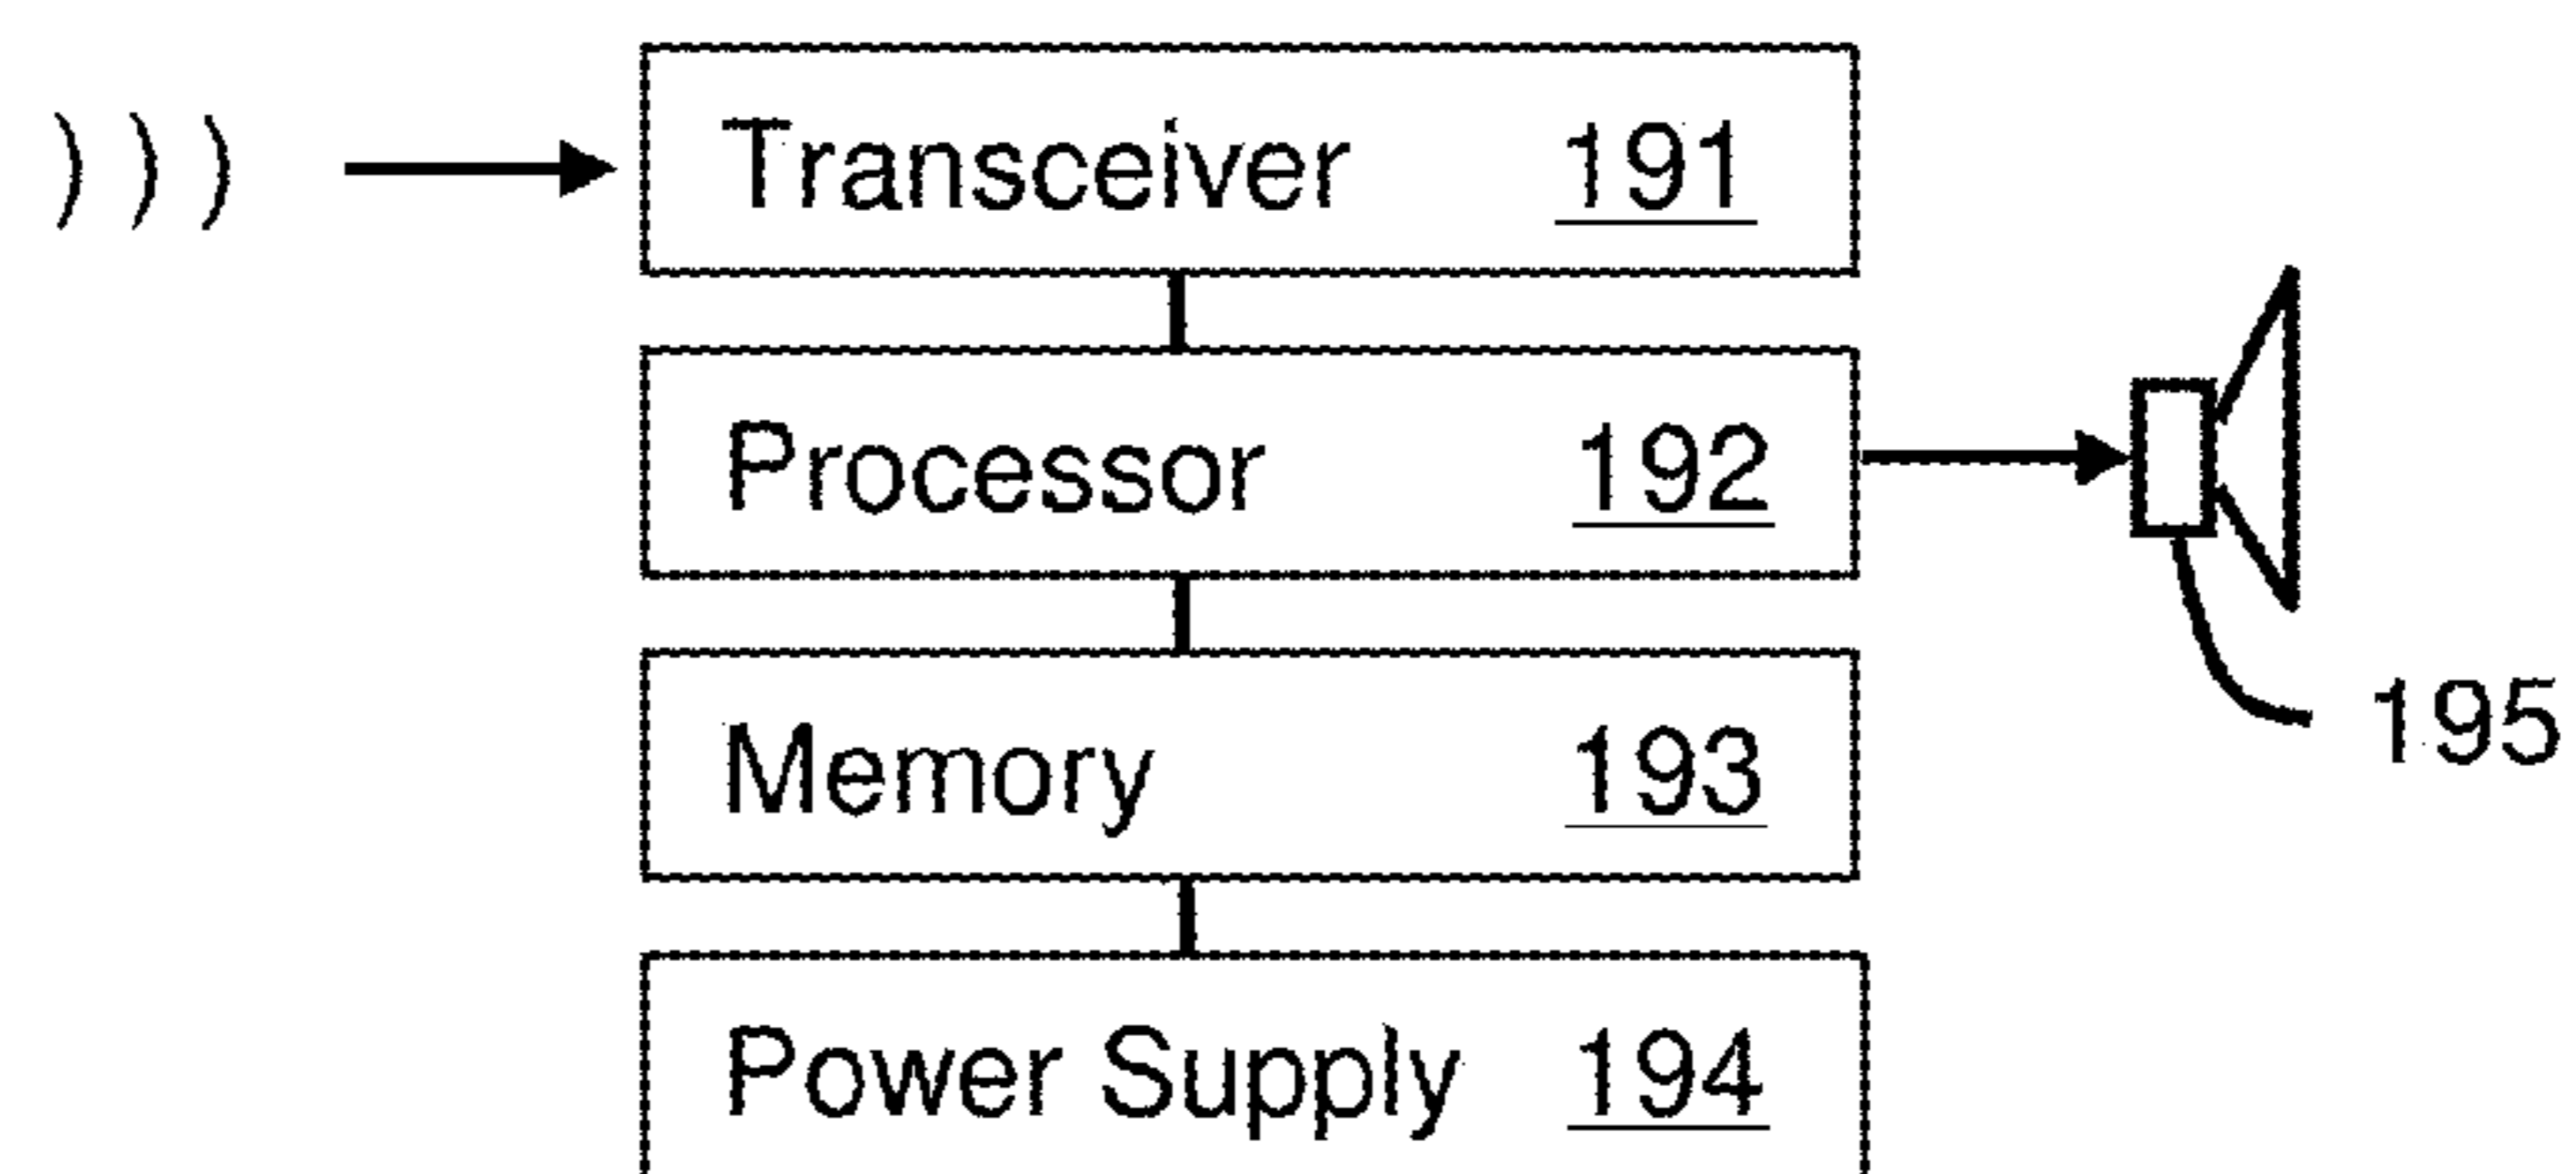 ))) Transceiver 191
Processor 192
Memory 193
195
Power Supply 194